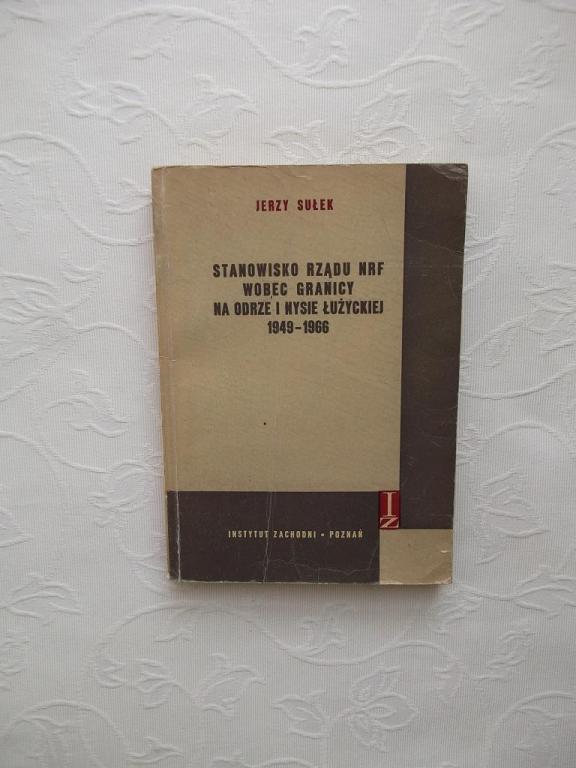 JERZY SUŁEK
STANOWISKO RZĄDU NRF
WOBEC GRANICY
NA ODRZE I NYSIE ŁUŻYCKIEJ
1949-1966
IZ
INSTYTUT ZACHODNI • POZNAŃ